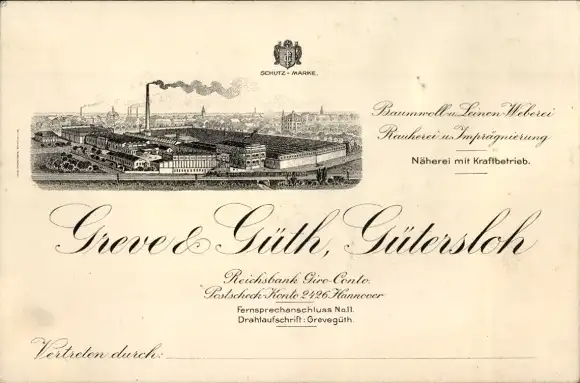 SCHUTZ-MARKE.
Baumwoll-u. Leinen-Weberei
Rauherei u. Imprägnierung
Näherei mit Kraftbetrieb.
Greve & Güth, Gütersloh
Reichsbank Giro-Conto.
Postscheck-Konto 2426 Hannover
Fernsprechanschluss No. 11.
Drahtaufschrift: Grevegüth.
Vertreten durch: